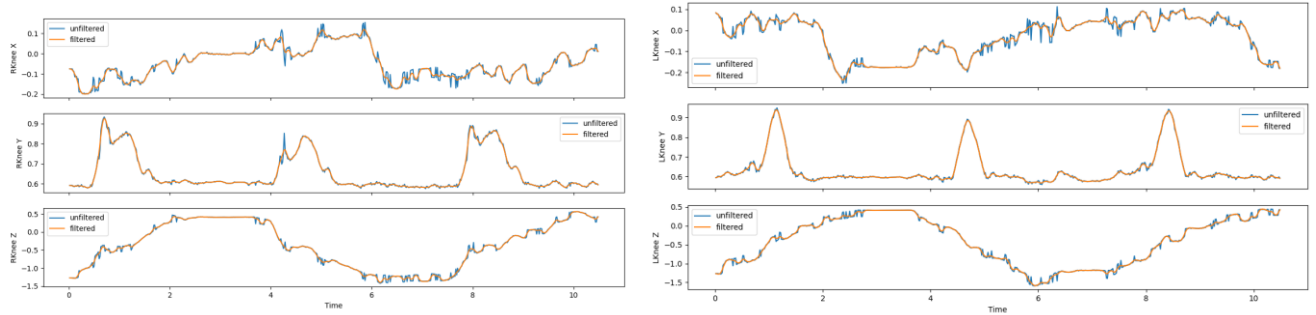 RKnee X
0.1
0.0
−0.1
−0.2
unfiltered
filtered
RKnee Y
0.9
0.8
0.7
0.6
unfiltered
filtered
RKnee Z
0.5
0.0
−0.5
−1.0
−1.5
unfiltered
filtered
0 2 4 6 8 10
Time
LKnee X
0.1
0.0
−0.2
unfiltered
filtered
LKnee Y
0.9
0.8
0.7
0.6
unfiltered
filtered
LKnee Z
0.5
0.0
−0.5
−1.0
−1.5
unfiltered
filtered
0 2 4 6 8 10
Time